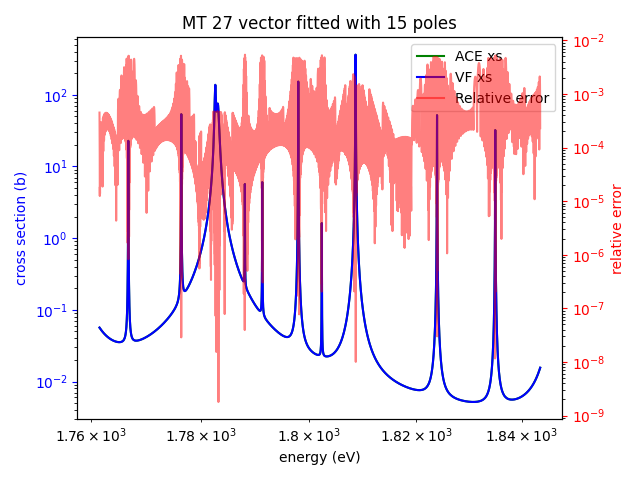 MT 27 vector fitted with 15 poles
ACE xs
VF xs
Relative error
cross section (b)
10²
10¹
10⁰
10⁻¹
10⁻²
10⁻²
10⁻³
10⁻⁴
10⁻⁵
10⁻⁶
10⁻⁷
10⁻⁸
10⁻⁹
relative error
1.76 × 10³ 1.78 × 10³ 1.8 × 10³ 1.82 × 10³ 1.84 × 10³
energy (eV)